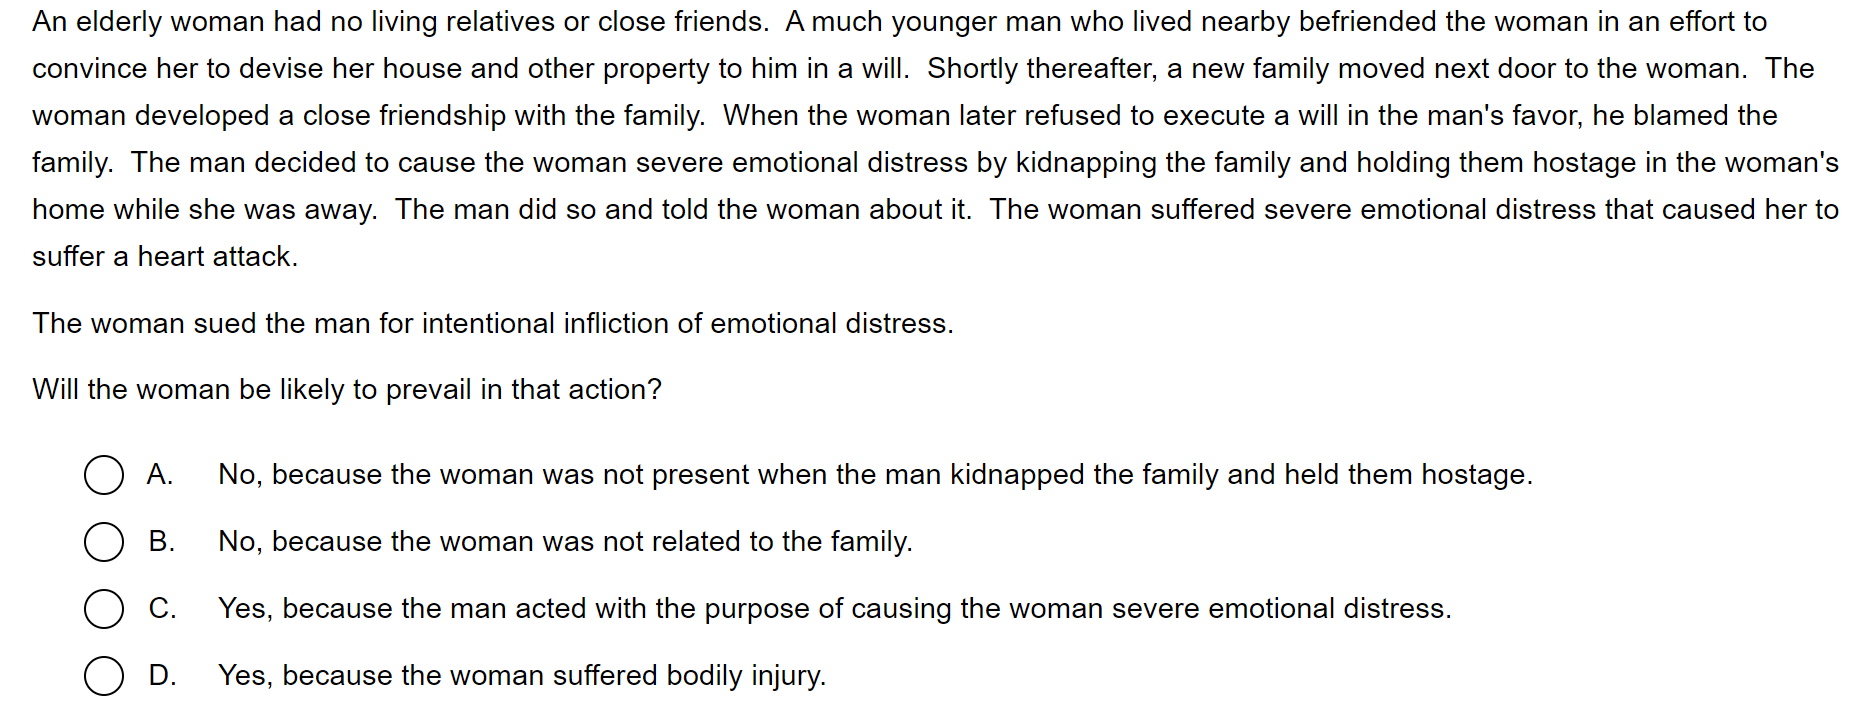 An elderly woman had no living relatives or close friends.  A much younger man who lived nearby befriended the woman in an effort to
convince her to devise her house and other property to him in a will.  Shortly thereafter, a new family moved next door to the woman.  The
woman developed a close friendship with the family.  When the woman later refused to execute a will in the man's favor, he blamed the
family.  The man decided to cause the woman severe emotional distress by kidnapping the family and holding them hostage in the woman's
home while she was away.  The man did so and told the woman about it.  The woman suffered severe emotional distress that caused her to
suffer a heart attack.
The woman sued the man for intentional infliction of emotional distress.
Will the woman be likely to prevail in that action?
A. No, because the woman was not present when the man kidnapped the family and held them hostage.
B. No, because the woman was not related to the family.
C. Yes, because the man acted with the purpose of causing the woman severe emotional distress.
D. Yes, because the woman suffered bodily injury.